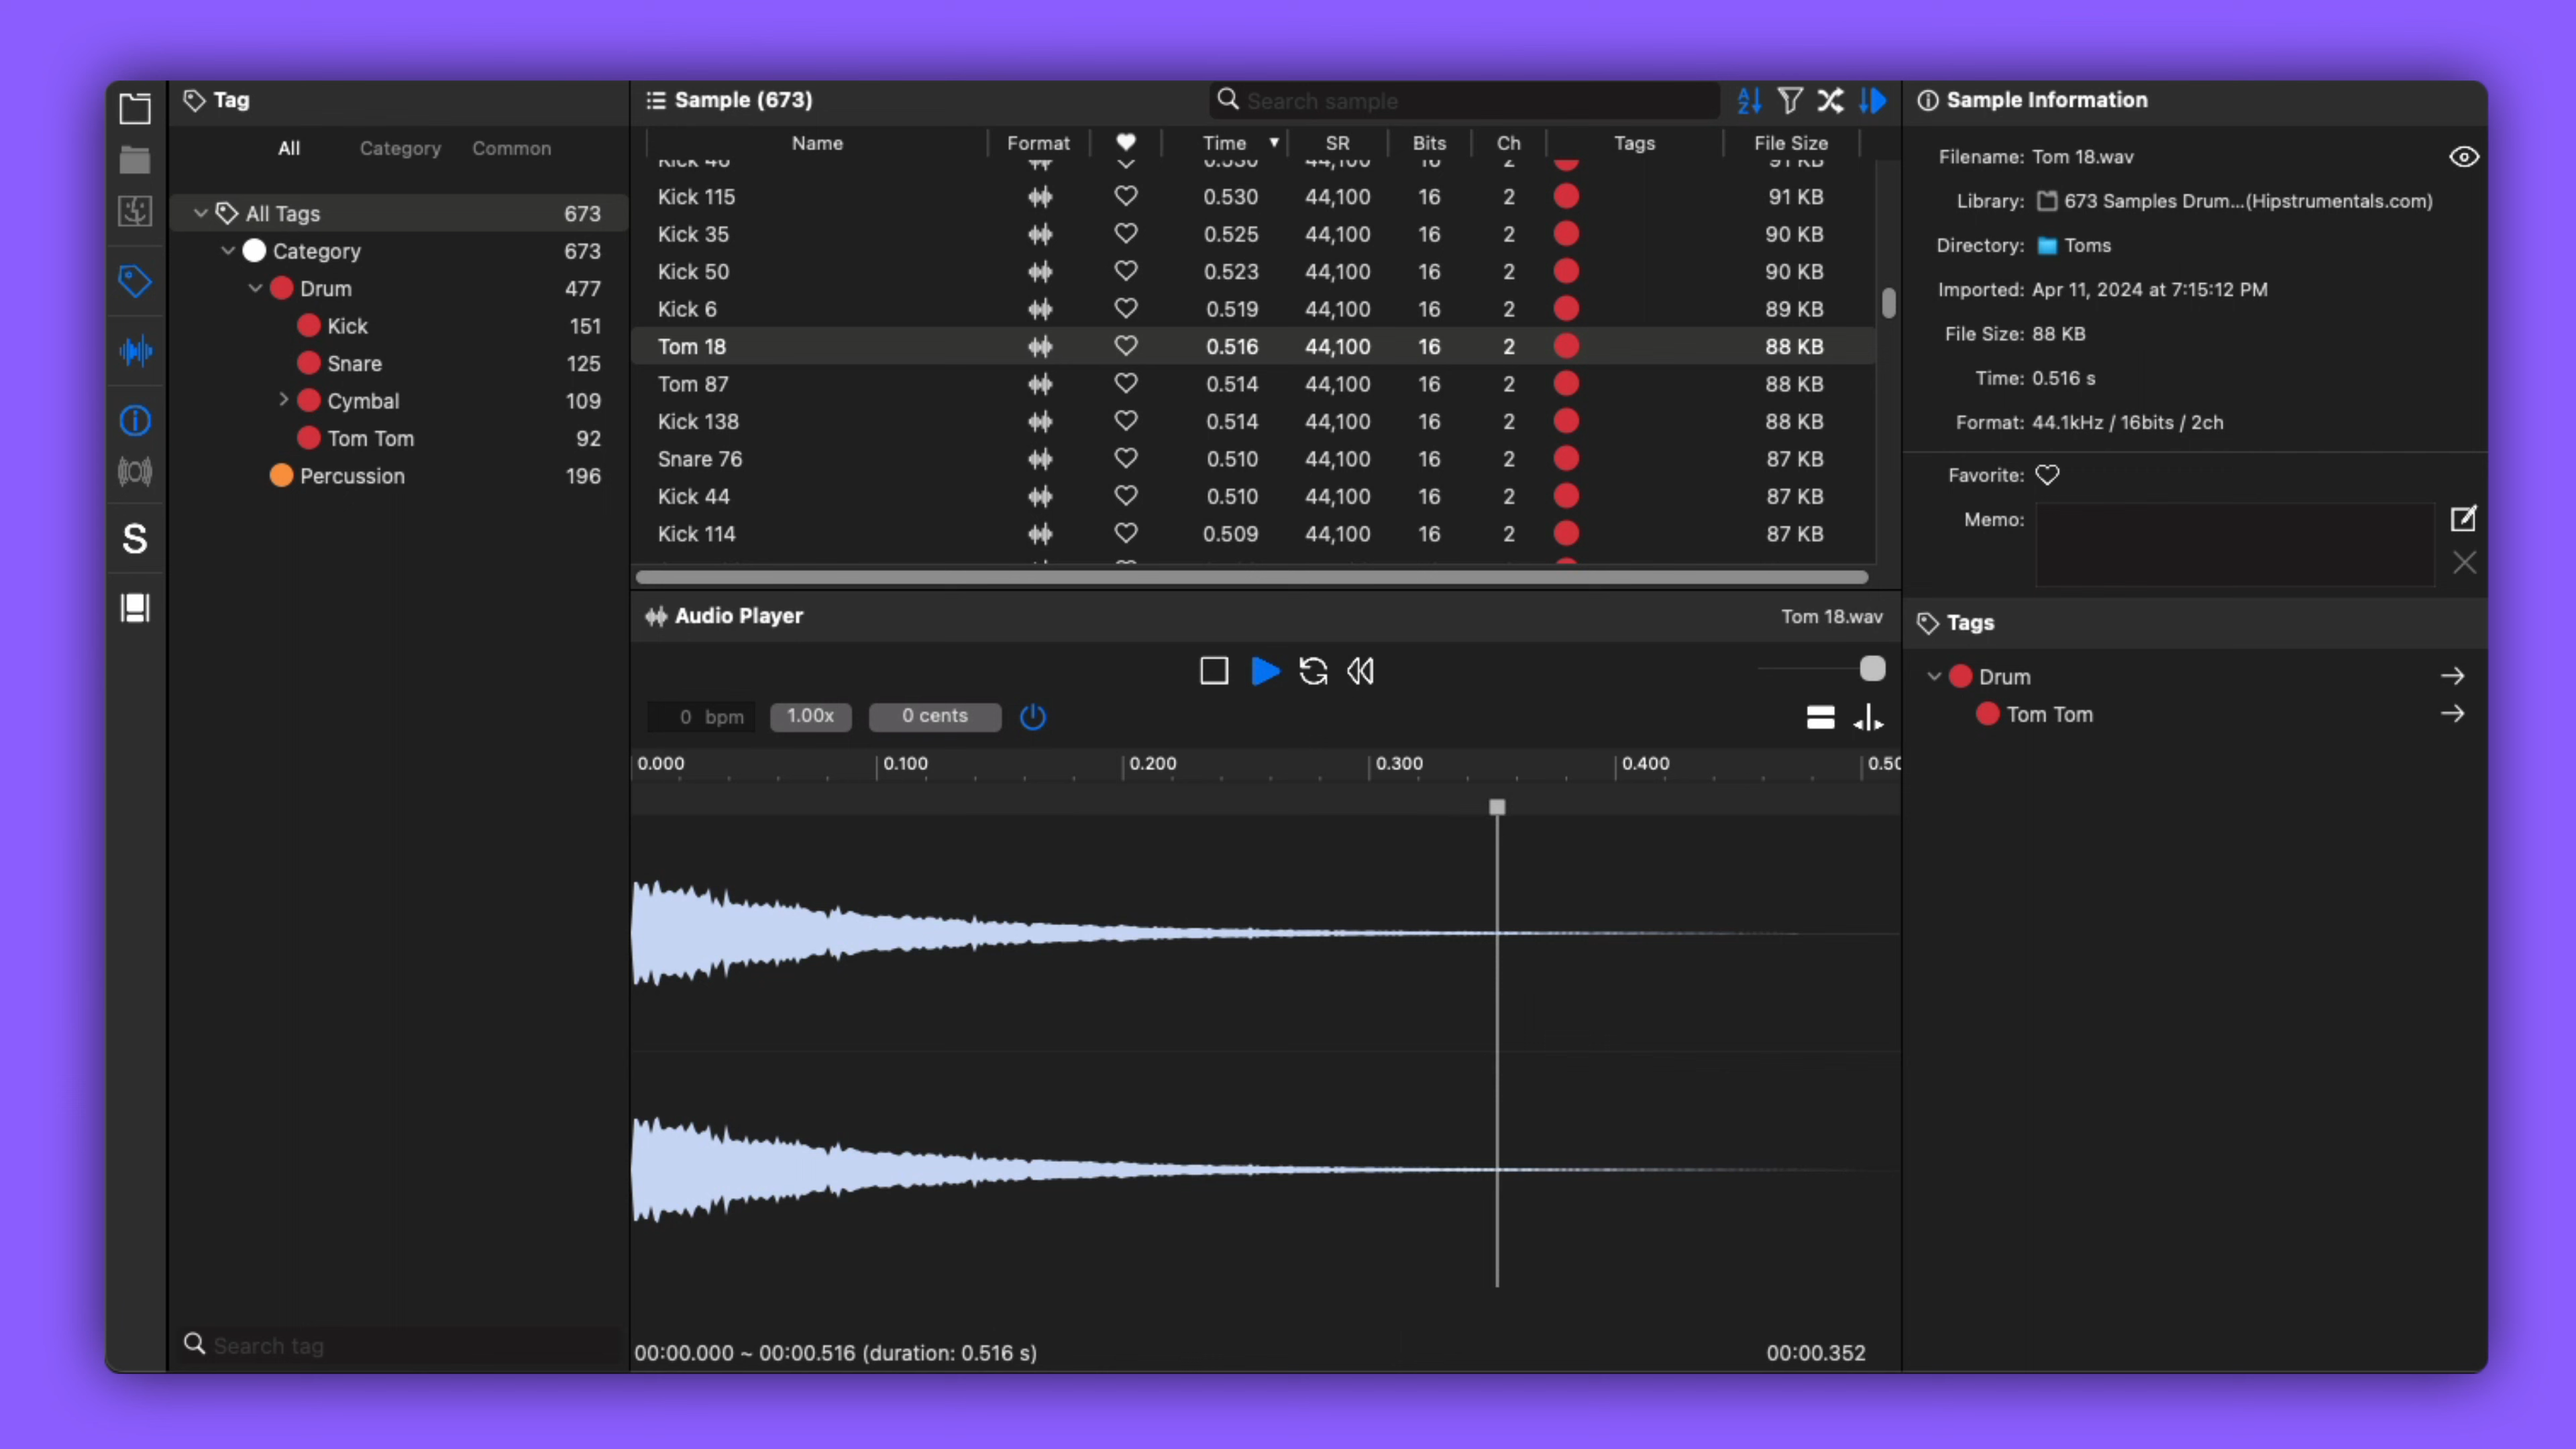 Tag
All Category Common
All Tags 673
Category 673
Drum 477
Kick 151
Snare 125
Cymbal 109
Tom Tom 92
Percussion 196
S
Search tag
Sample (673)
Search sample
Name Format Time SR Bits Ch Tags File Size
Kick 115 0.530 44,100 16 2 91 KB
Kick 35 0.525 44,100 16 2 90 KB
Kick 50 0.523 44,100 16 2 90 KB
Kick 6 0.519 44,100 16 2 89 KB
Tom 18 0.516 44,100 16 2 88 KB
Tom 87 0.514 44,100 16 2 88 KB
Kick 138 0.514 44,100 16 2 88 KB
Snare 76 0.510 44,100 16 2 87 KB
Kick 44 0.510 44,100 16 2 87 KB
Kick 114 0.509 44,100 16 2 87 KB
Audio Player Tom 18.wav
0 bpm 1.00x 0 cents
0.000 0.100 0.200 0.300 0.400 0.50
00:00.000 ~ 00:00.516 (duration: 0.516 s) 00:00.352
Sample Information
Filename: Tom 18.wav
Library: 673 Samples Drum...(Hipstrumentals.com)
Directory: Toms
Imported: Apr 11, 2024 at 7:15:12 PM
File Size: 88 KB
Time: 0.516 s
Format: 44.1kHz / 16bits / 2ch
Favorite:
Memo:
Tags
Drum
Tom Tom